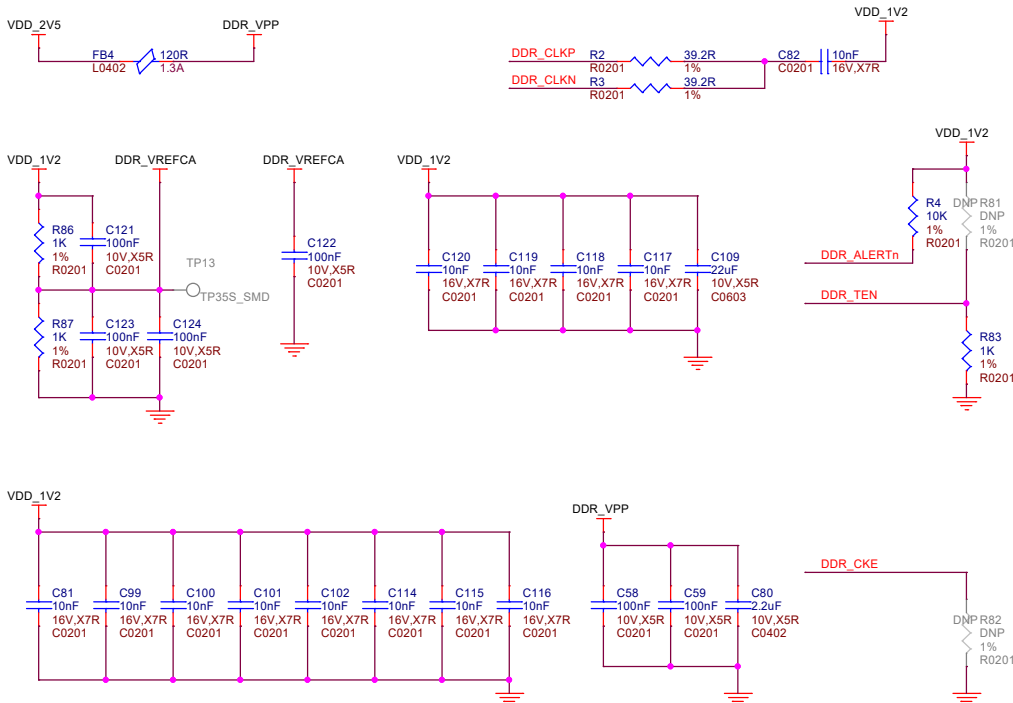 VDD_2V5
DDR_VPP
FB4
120R
L0402
1.3A
VDD_1V2
DDR_CLKP
R2
39.2R
R0201
1%
C82
10nF
C0201
16V,X7R
DDR_CLKN
R3
39.2R
R0201
1%
VDD_1V2
DDR_VREFCA
R86
1K
1%
R0201
C121
100nF
10V,X5R
C0201
TP13
TP35S_SMD
R87
1K
1%
R0201
C123
100nF
10V,X5R
C0201
C124
100nF
10V,X5R
C0201
DDR_VREFCA
C122
100nF
10V,X5R
C0201
VDD_1V2
C120
10nF
16V,X7R
C0201
C119
10nF
16V,X7R
C0201
C118
10nF
16V,X7R
C0201
C117
10nF
16V,X7R
C0201
C109
22uF
10V,X5R
C0603
VDD_1V2
R4
10K
1%
R0201
DNP
R81
DNP
1%
R0201
DDR_ALERTn
DDR_TEN
R83
1K
1%
R0201
VDD_1V2
C81
10nF
16V,X7R
C0201
C99
10nF
16V,X7R
C0201
C100
10nF
16V,X7R
C0201
C101
10nF
16V,X7R
C0201
C102
10nF
16V,X7R
C0201
C114
10nF
16V,X7R
C0201
C115
10nF
16V,X7R
C0201
C116
10nF
16V,X7R
C0201
DDR_VPP
C58
100nF
10V,X5R
C0201
C59
100nF
10V,X5R
C0201
C80
2.2uF
10V,X5R
C0402
DDR_CKE
DNP
R82
DNP
1%
R0201